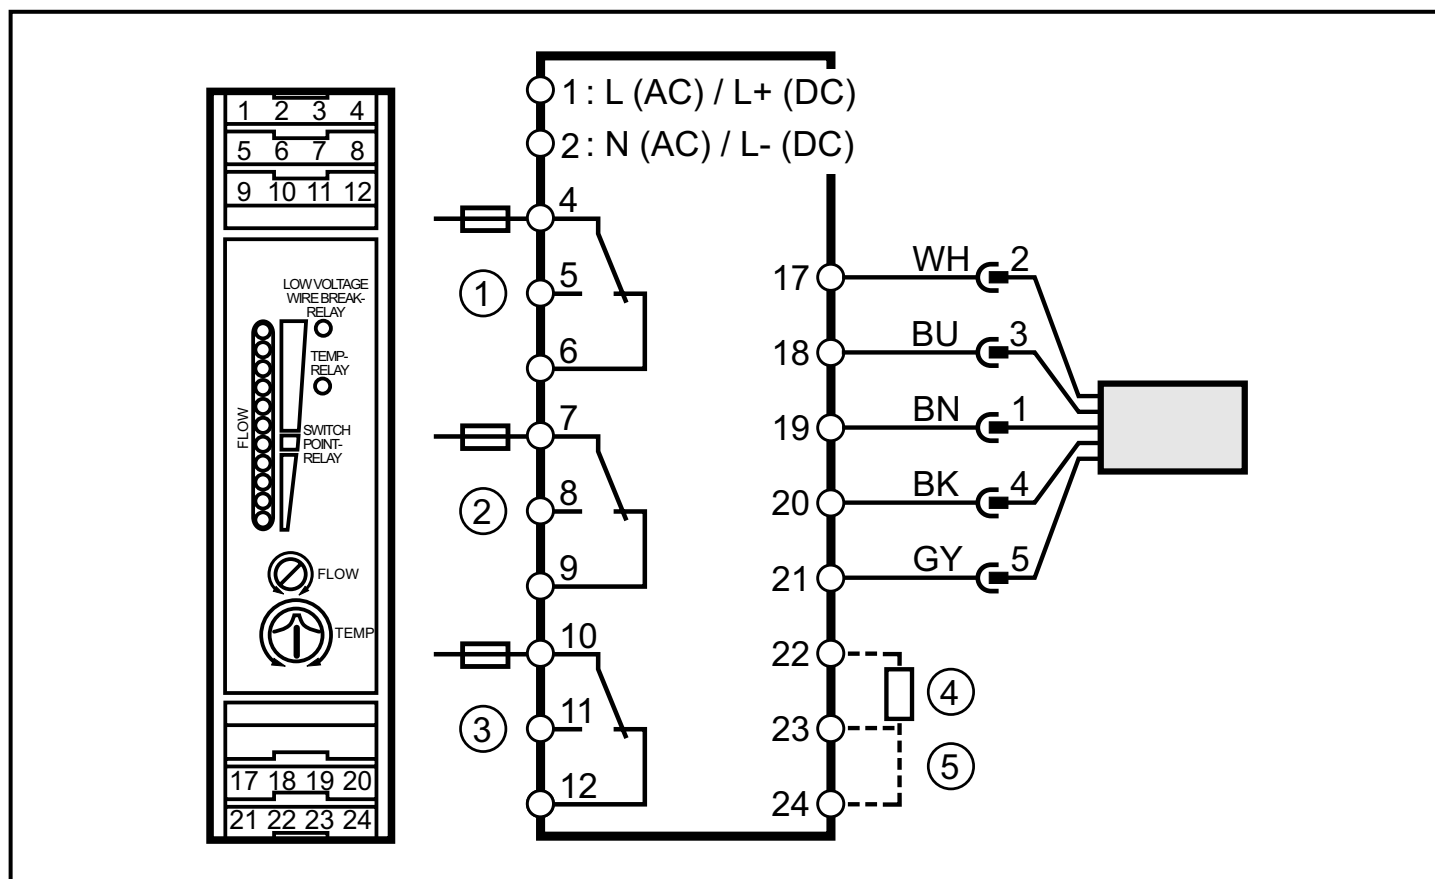 1 2 3 4
5 6 7 8
9 10 11 12
LOW VOLTAGE
WIRE BREAK-
RELAY
TEMP-
RELAY
FLOW
SWITCH
POINT-
RELAY
FLOW
TEMP
17 18 19 20
21 22 23 24
1 : L (AC) / L+ (DC)
2 : N (AC) / L- (DC)
4
5
1
6
7
8
2
9
10
11
3
12
17 WH 2
18 BU 3
19 BN 1
20 BK 4
21 GY 5
22
4
23
5
24